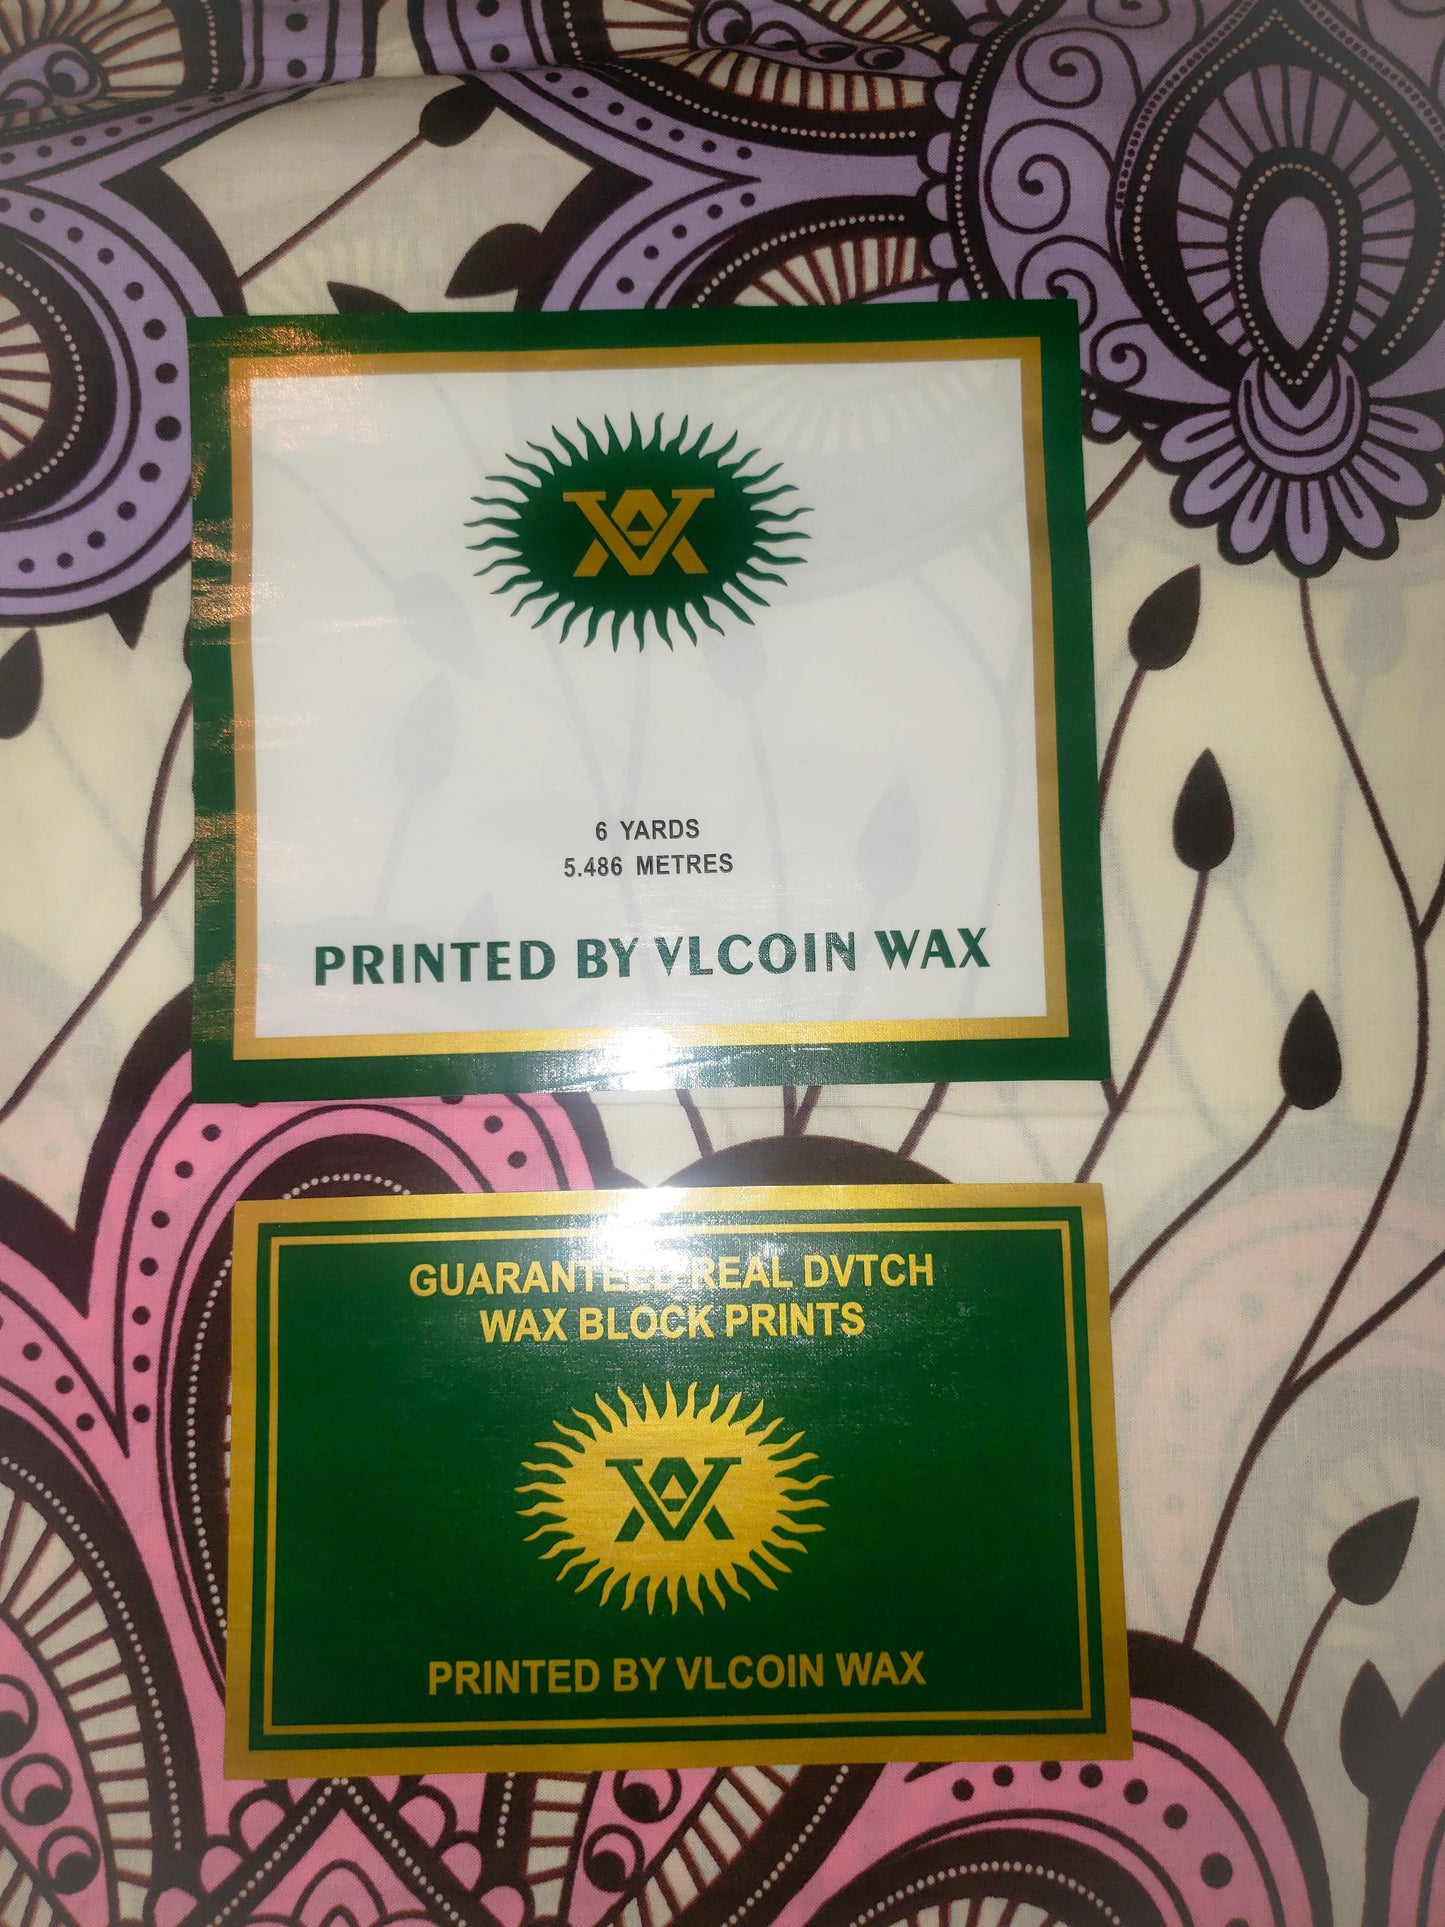 6 YARDS
5.486 METRES
PRINTED BY VLCOIN WAX
GUARANTEED REAL DVTCH
WAX BLOCK PRINTS
PRINTED BY VLCOIN WAX